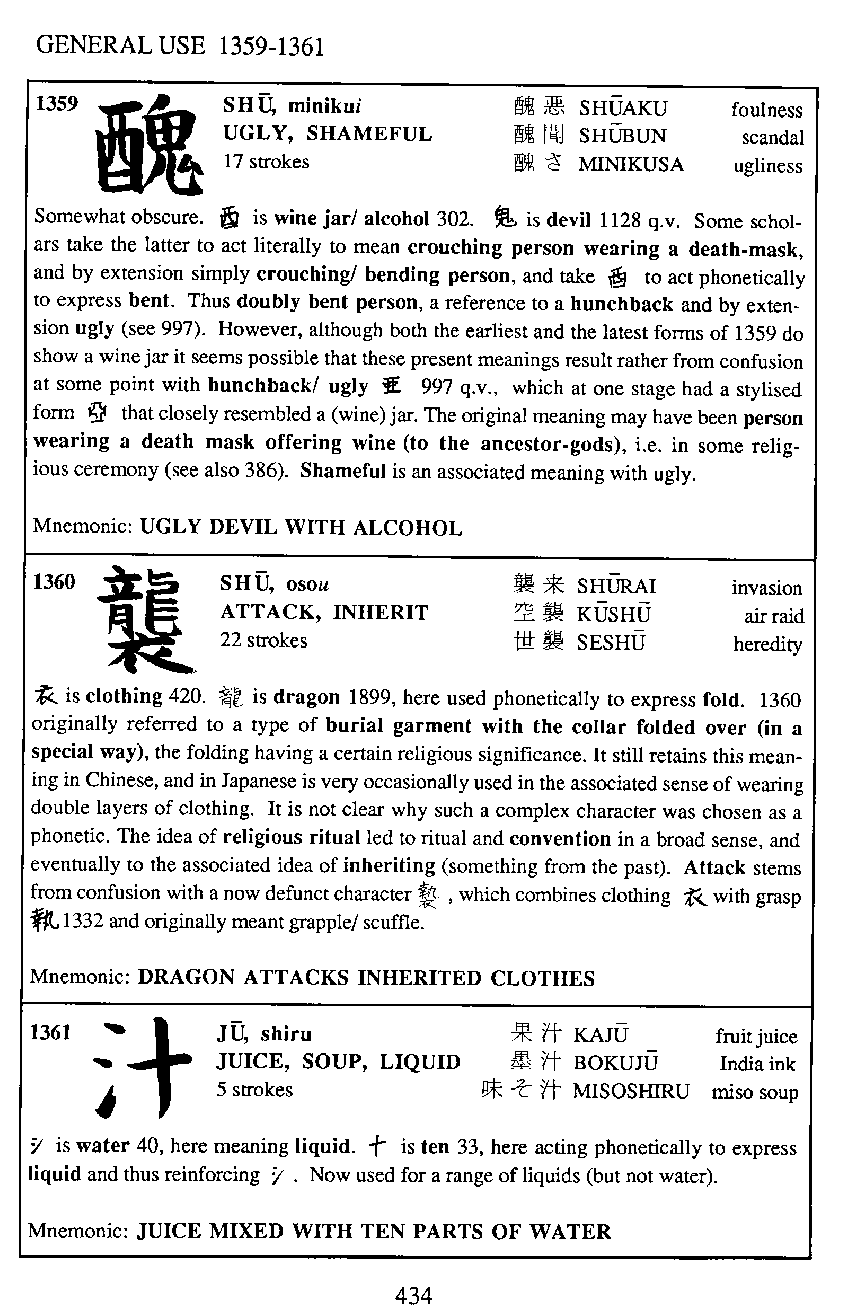 GENERAL USE 1359-1361
1359 醜 SHŪ, minikui 醜悪 SHŪAKU foulness
UGLY, SHAMEFUL 醜聞 SHŪBUN scandal
17 strokes 醜さ MINIKUSA ugliness
Somewhat obscure. 酉 is wine jar/ alcohol 302. 鬼 is devil 1128 q.v. Some schol-
ars take the latter to act literally to mean crouching person wearing a death-mask,
and by extension simply crouching/ bending person, and take 酉 to act phonetically
to express bent. Thus doubly bent person, a reference to a hunchback and by exten-
sion ugly (see 997). However, although both the earliest and the latest forms of 1359 do
show a wine jar it seems possible that these present meanings result rather from confusion
at some point with hunchback/ ugly 亜 997 q.v., which at one stage had a stylised
form that closely resembled a (wine) jar. The original meaning may have been person
wearing a death mask offering wine (to the ancestor-gods), i.e. in some relig-
ious ceremony (see also 386). Shameful is an associated meaning with ugly.
Mnemonic: UGLY DEVIL WITH ALCOHOL
1360 襲 SHŪ, osou 襲来 SHŪRAI invasion
ATTACK, INHERIT 空襲 KŪSHŪ air raid
22 strokes 世襲 SESHŪ heredity
衣 is clothing 420. 龍 is dragon 1899, here used phonetically to express fold. 1360
originally referred to a type of burial garment with the collar folded over (in a
special way), the folding having a certain religious significance. It still retains this mean-
ing in Chinese, and in Japanese is very occasionally used in the associated sense of wearing
double layers of clothing. It is not clear why such a complex character was chosen as a
phonetic. The idea of religious ritual led to ritual and convention in a broad sense, and
eventually to the associated idea of inheriting (something from the past). Attack stems
from confusion with a now defunct character , which combines clothing 衣 with grasp
執 1332 and originally meant grapple/ scuffle.
Mnemonic: DRAGON ATTACKS INHERITED CLOTHES
1361 汁 JŪ, shiru 果汁 KAJŪ fruit juice
JUICE, SOUP, LIQUID 墨汁 BOKUJŪ India ink
5 strokes 味そ汁 MISOSHIRU miso soup
氵 is water 40, here meaning liquid. 十 is ten 33, here acting phonetically to express
liquid and thus reinforcing 氵. Now used for a range of liquids (but not water).
Mnemonic: JUICE MIXED WITH TEN PARTS OF WATER
434